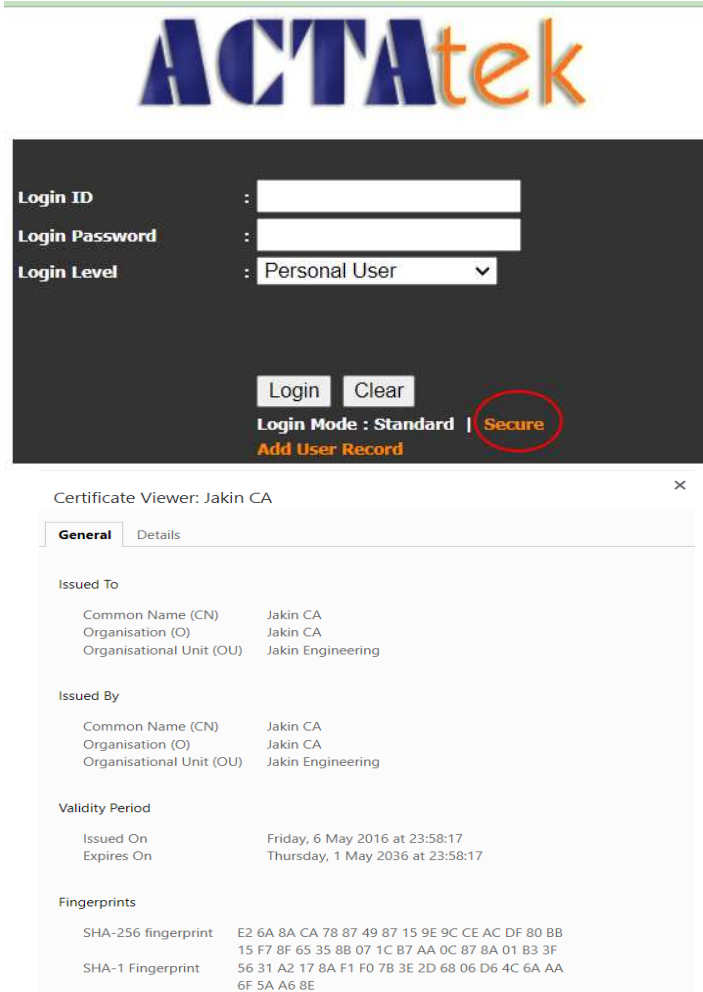 ACTAtek
Login ID :
Login Password :
Login Level : Personal User
Login Clear
Login Mode : Standard | Secure
Add User Record
Certificate Viewer: Jakin CA ×
General Details
Issued To
Common Name (CN) Jakin CA
Organisation (O) Jakin CA
Organisational Unit (OU) Jakin Engineering
Issued By
Common Name (CN) Jakin CA
Organisation (O) Jakin CA
Organisational Unit (OU) Jakin Engineering
Validity Period
Issued On Friday, 6 May 2016 at 23:58:17
Expires On Thursday, 1 May 2036 at 23:58:17
Fingerprints
SHA-256 fingerprint E2 6A 8A CA 78 87 49 87 15 9E 9C CE AC DF 80 BB
15 F7 8F 65 35 8B 07 1C B7 AA 0C 87 8A 01 B3 3F
SHA-1 Fingerprint 56 31 A2 17 8A F1 F0 7B 3E 2D 68 06 D6 4C 6A AA
6F 5A A6 8E